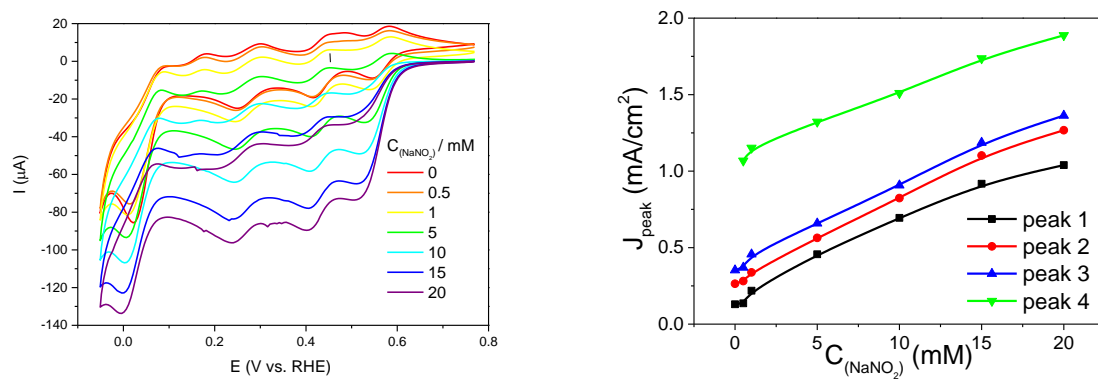 20
0
-20
-40
-60
-80
-100
-120
-140
I (µA)
0.0 0.2 0.4 0.6 0.8
E (V vs. RHE)
C(NaNO₂) / mM
0
0.5
1
5
10
15
20
2.0
1.5
1.0
0.5
0.0
J_peak (mA/cm²)
0 5 10 15 20
C(NaNO₂) (mM)
peak 1
peak 2
peak 3
peak 4